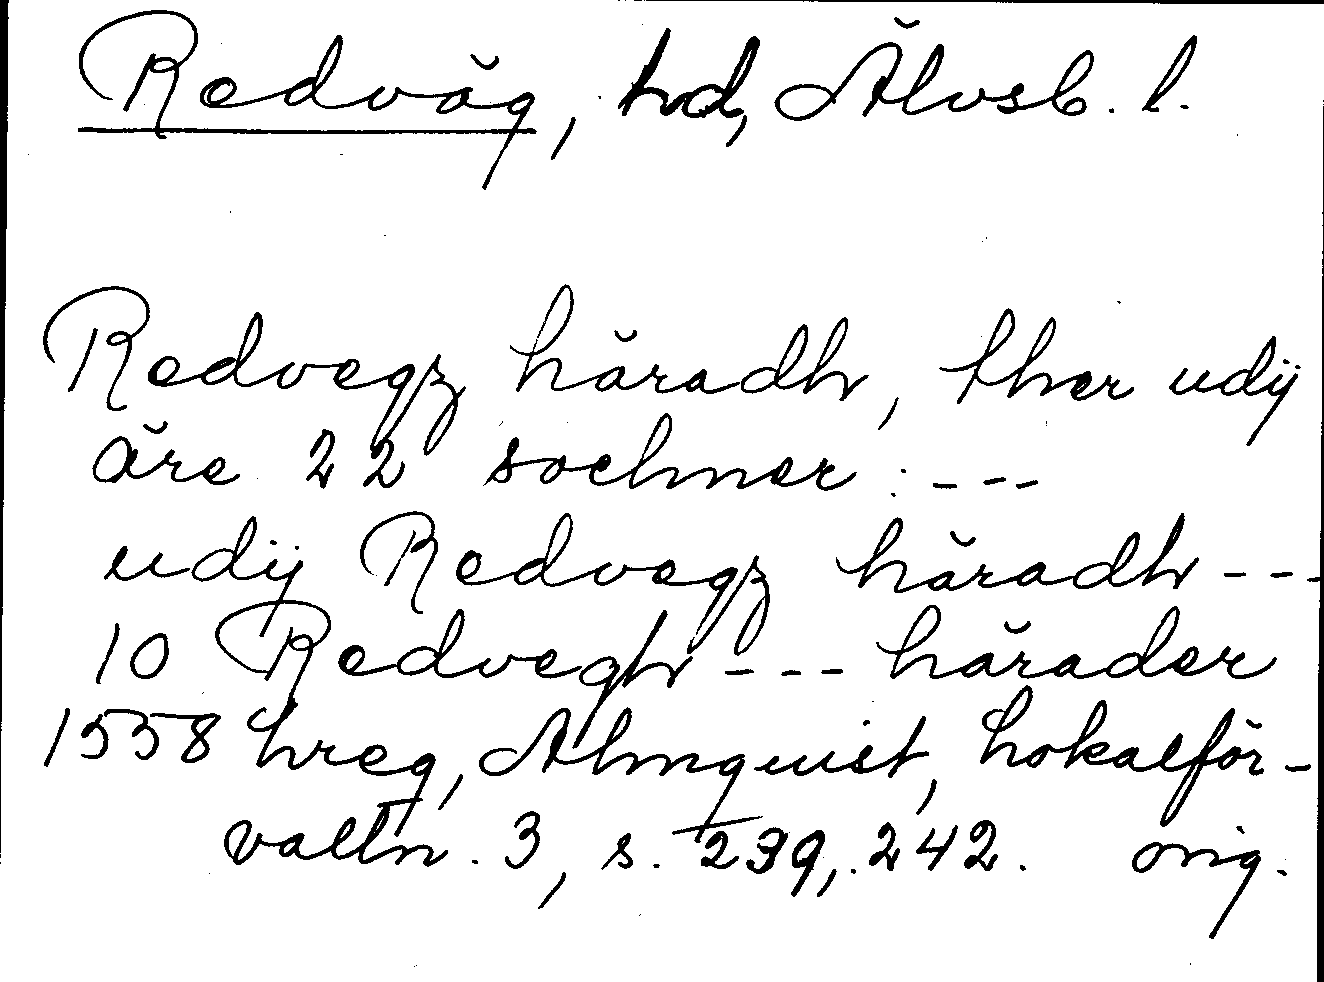 Redväg, hd, Älvsb. l.
Redvegz häradh, ther udij
äre 22 sochner: ---
udij Redvegz häradh ---
10 Redvegh --- härader
1558 hreg, Almquist, Lokalför-
valtn. 3, s. 239, 242. orig.